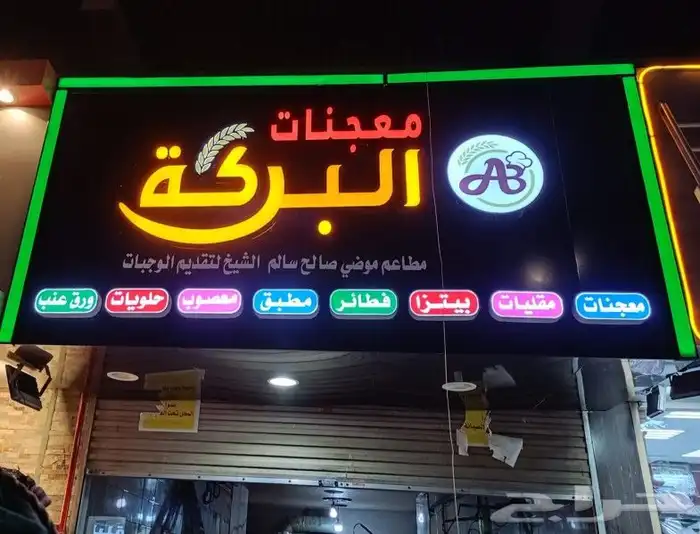 معجنات
البركة
AB
مطاعم موضي صالح سالم الشيخ لتقديم الوجبات
معجنات مقليات بيتزا فطائر مطبق معصوب حلويات ورق عنب
حراج